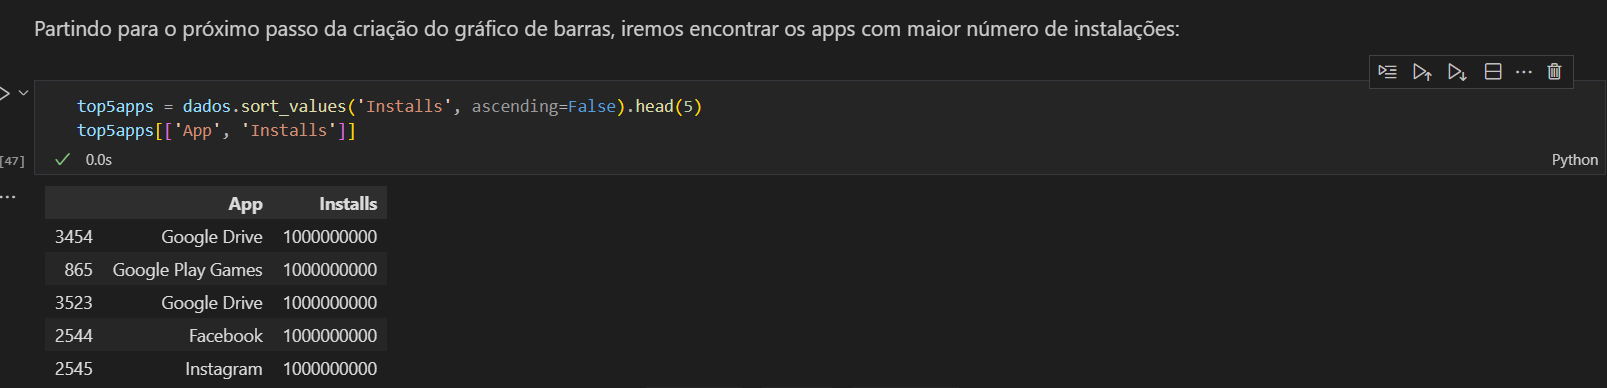 Partindo para o próximo passo da criação do gráfico de barras, iremos encontrar os apps com maior número de instalações:
top5apps = dados.sort_values('Installs', ascending=False).head(5)
top5apps[['App', 'Installs']]
[47] 0.0s Python
App Installs
3454 Google Drive 1000000000
865 Google Play Games 1000000000
3523 Google Drive 1000000000
2544 Facebook 1000000000
2545 Instagram 1000000000